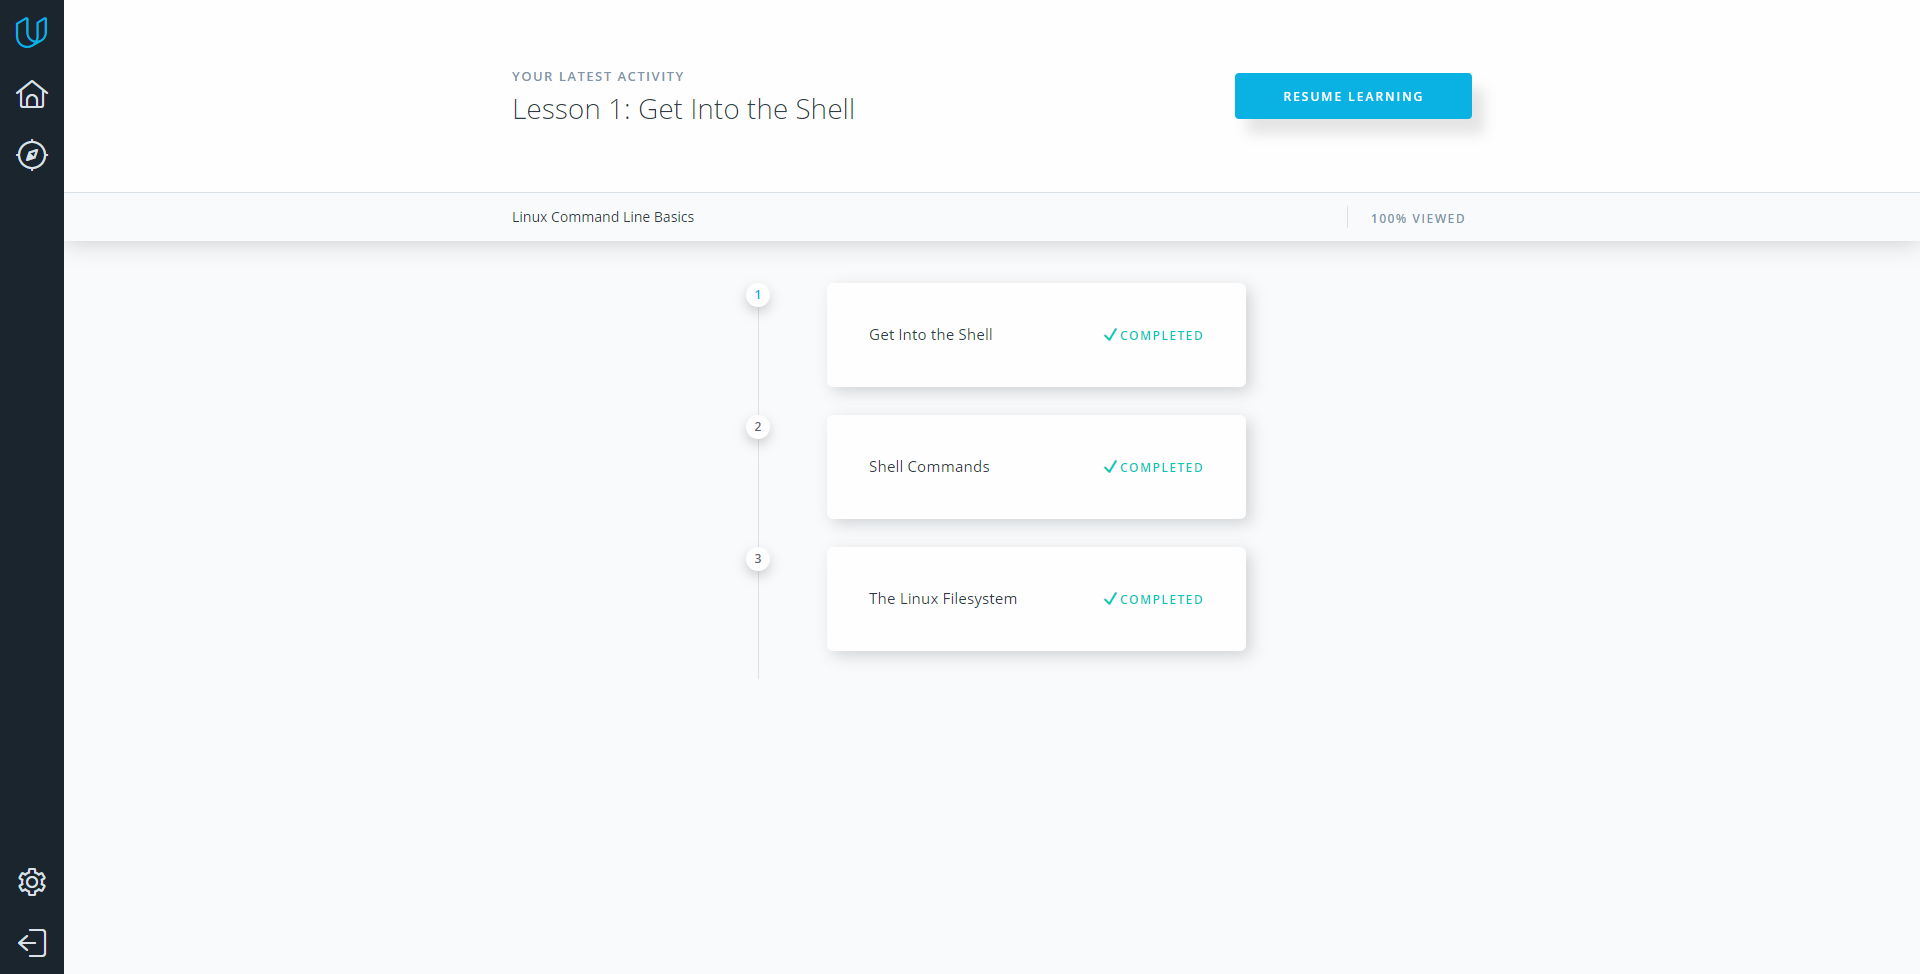 YOUR LATEST ACTIVITY
Lesson 1: Get Into the Shell
RESUME LEARNING
Linux Command Line Basics
100% VIEWED
1
Get Into the Shell
COMPLETED
2
Shell Commands
COMPLETED
3
The Linux Filesystem
COMPLETED